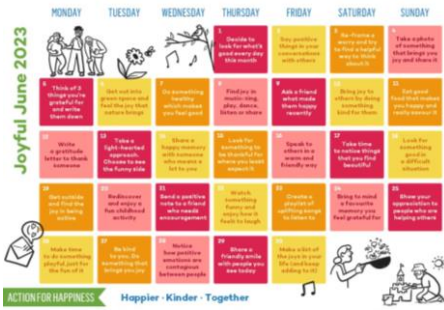 Joyful June 2023
MONDAY TUESDAY WEDNESDAY THURSDAY FRIDAY SATURDAY SUNDAY
1
Decide to
look for what's
good every day
this month
2
Say positive
things in your
conversations
with others
3
Re-frame a
worry and try
to find a helpful
way to think
about it
4
Take a photo
of something
that brings
you joy and
share it
5
Think of 3
things you're
grateful for
and write
them down
6
Get out into
green space and
feel the joy that
nature brings
7
Do something
healthy
which makes
you feel good
8
Find joy in
music: sing,
play, dance,
listen or share
9
Ask a friend
what made
them happy
recently
10
Bring joy to
others by doing
something kind
for them
11
Eat good
food that makes
you happy and
really savour it
12
Write
a gratitude
letter to thank
someone
13
Take a
light-hearted
approach.
Choose to see
the funny side
14
Share a
happy memory
with someone
who means a
lot to you
15
Look for
something to
be thankful for
where you least
expect it
16
Speak to
others in a
warm and
friendly way
17
Take time
to notice things
that you find
beautiful
18
Look for
something
good in a
difficult
situation
19
Get outside
and find the
joy in being
active
20
Rediscover
and enjoy a
fun childhood
activity
21
Send a positive
note to a friend
who needs
encouragement
22
Watch
something
funny and
enjoy how it
feels to laugh
23
Create a
playlist of
uplifting songs
to listen to
24
Bring to mind
a favourite
memory you
feel grateful for
25
Show your
appreciation
to people who
are helping
others
26
Make time
to do something
playful, just for
the fun of it
27
Be kind
to you. Do
something that
brings you joy
28
Notice
how positive
emotions are
contagious
between people
29
Share a
friendly smile
with people you
see today
30
Make a list of
the joys in your
life (and keep
adding to it)
ACTION FOR HAPPINESS
Happier · Kinder · Together